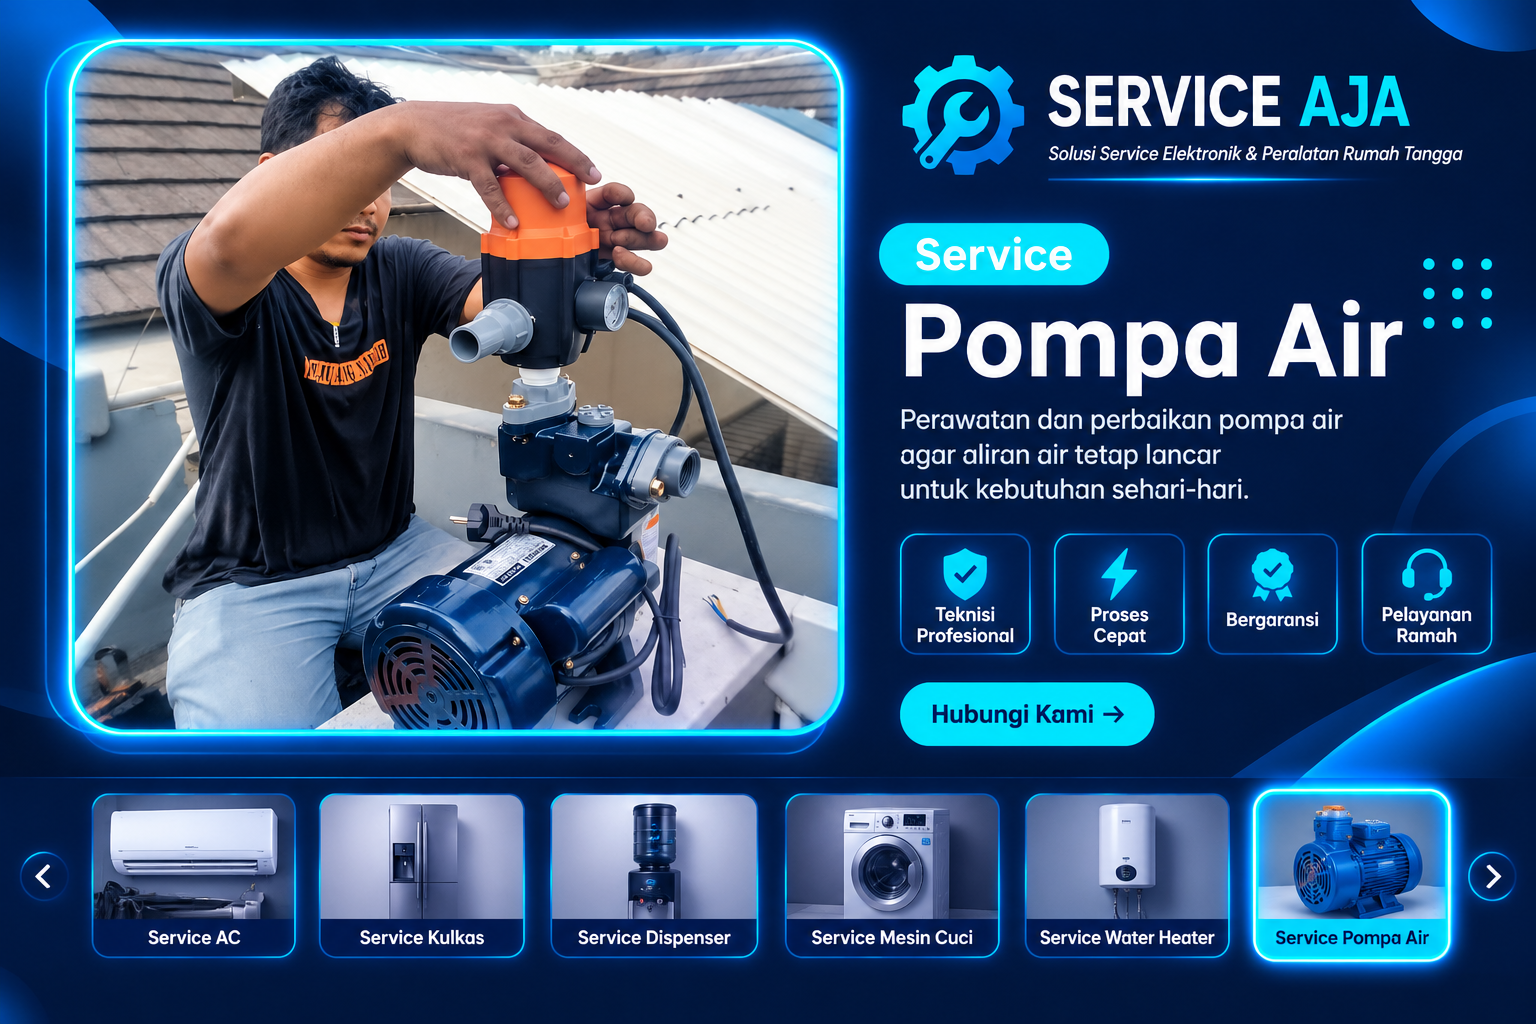 SERVICE AJA
Solusi Service Elektronik & Peralatan Rumah Tangga
Service
Pompa Air
Perawatan dan perbaikan pompa air
agar aliran air tetap lancar
untuk kebutuhan sehari-hari.
Teknisi
Profesional
Proses
Cepat
Bergaransi
Pelayanan
Ramah
Hubungi Kami →
Service AC
Service Kulkas
Service Dispenser
Service Mesin Cuci
Service Water Heater
Service Pompa Air